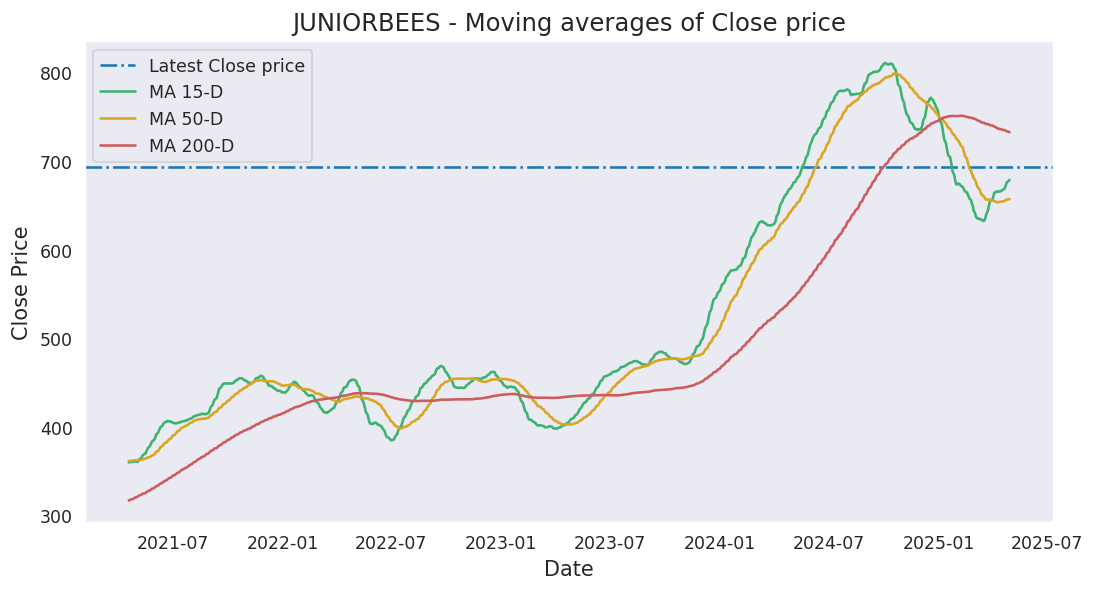 JUNIORBEES - Moving averages of Close price
Latest Close price
MA 15-D
MA 50-D
MA 200-D
800
700
600
500
400
300
Close Price
2021-07 2022-01 2022-07 2023-01 2023-07 2024-01 2024-07 2025-01 2025-07
Date